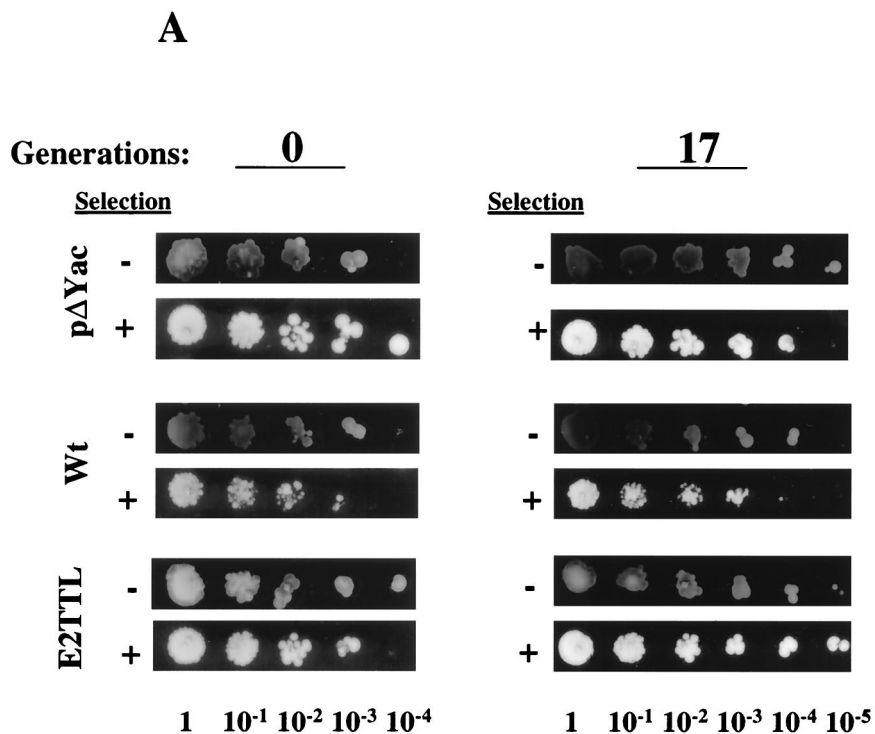 A
Generations: 0 17
Selection Selection
pΔYac - + - +
Wt - + - +
E2TTL - + - +
1 10⁻¹ 10⁻² 10⁻³ 10⁻⁴ 1 10⁻¹ 10⁻² 10⁻³ 10⁻⁴ 10⁻⁵